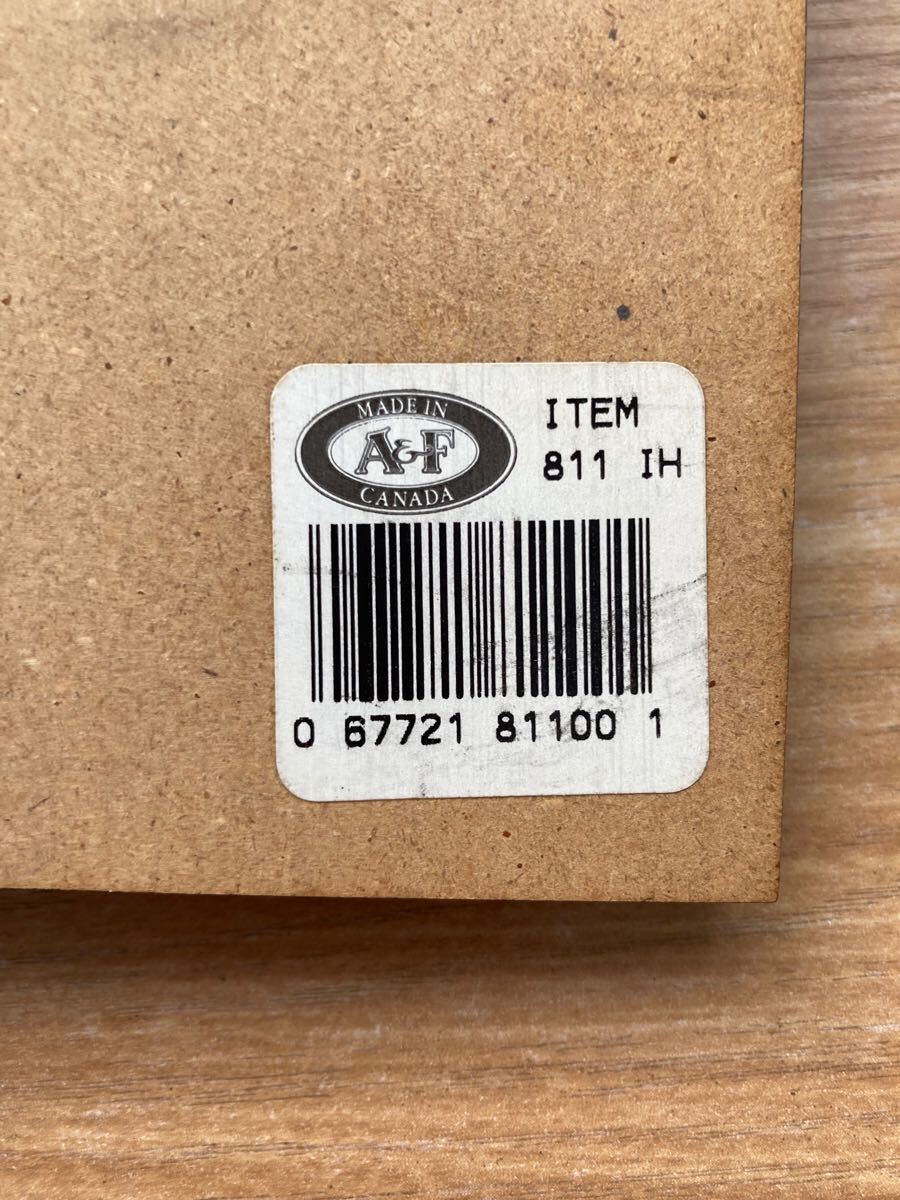 MADE IN
A&F
CANADA
ITEM
811 IH
0 67721 81100 1